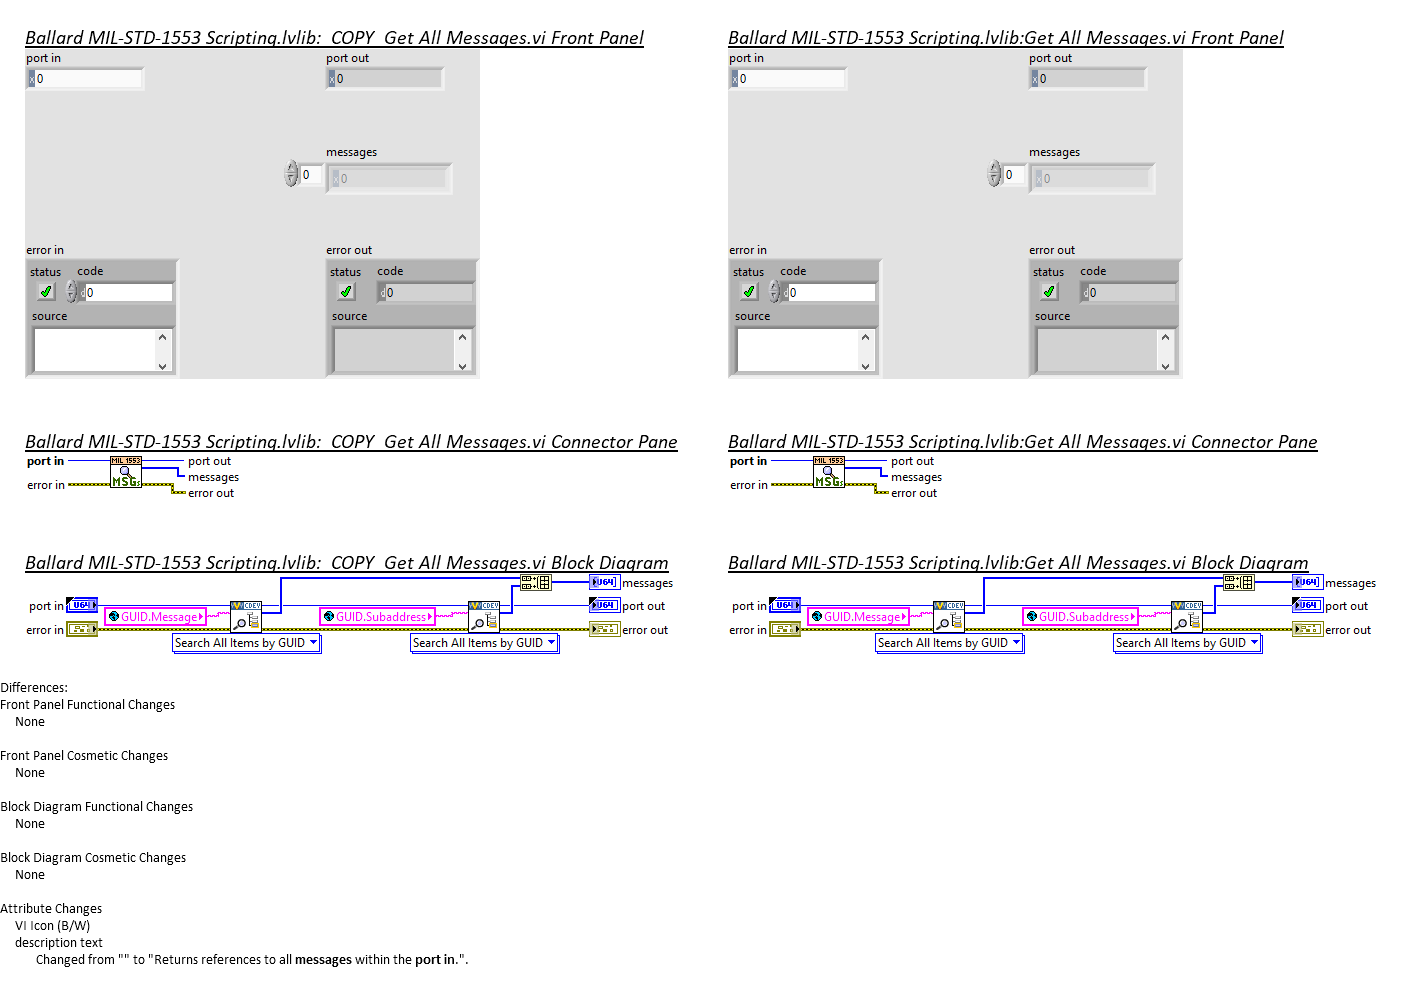 Ballard MIL-STD-1553 Scripting.lvlib:_COPY_Get All Messages.vi Front Panel
port in
port out
x 0
x 0
messages
0
x 0
error in
error out
status
code
status
code
d 0
d 0
source
source
Ballard MIL-STD-1553 Scripting.lvlib:Get All Messages.vi Front Panel
port in
port out
x 0
x 0
messages
0
x 0
error in
error out
status
code
status
code
d 0
d 0
source
source
Ballard MIL-STD-1553 Scripting.lvlib:_COPY_Get All Messages.vi Connector Pane
port in
MIL 1553
port out
MSGs
messages
error in
error out
Ballard MIL-STD-1553 Scripting.lvlib:Get All Messages.vi Connector Pane
port in
MIL 1553
port out
MSGs
messages
error in
error out
Ballard MIL-STD-1553 Scripting.lvlib:_COPY_Get All Messages.vi Block Diagram
U64
messages
port in
U64
CDEV
CDEV
U64
port out
GUID.Message
GUID.Subaddress
error in
error out
Search All Items by GUID
Search All Items by GUID
Ballard MIL-STD-1553 Scripting.lvlib:Get All Messages.vi Block Diagram
U64
messages
port in
U64
CDEV
CDEV
U64
port out
GUID.Message
GUID.Subaddress
error in
error out
Search All Items by GUID
Search All Items by GUID
Differences:
Front Panel Functional Changes
None
Front Panel Cosmetic Changes
None
Block Diagram Functional Changes
None
Block Diagram Cosmetic Changes
None
Attribute Changes
VI Icon (B/W)
description text
Changed from "" to "Returns references to all messages within the port in.".